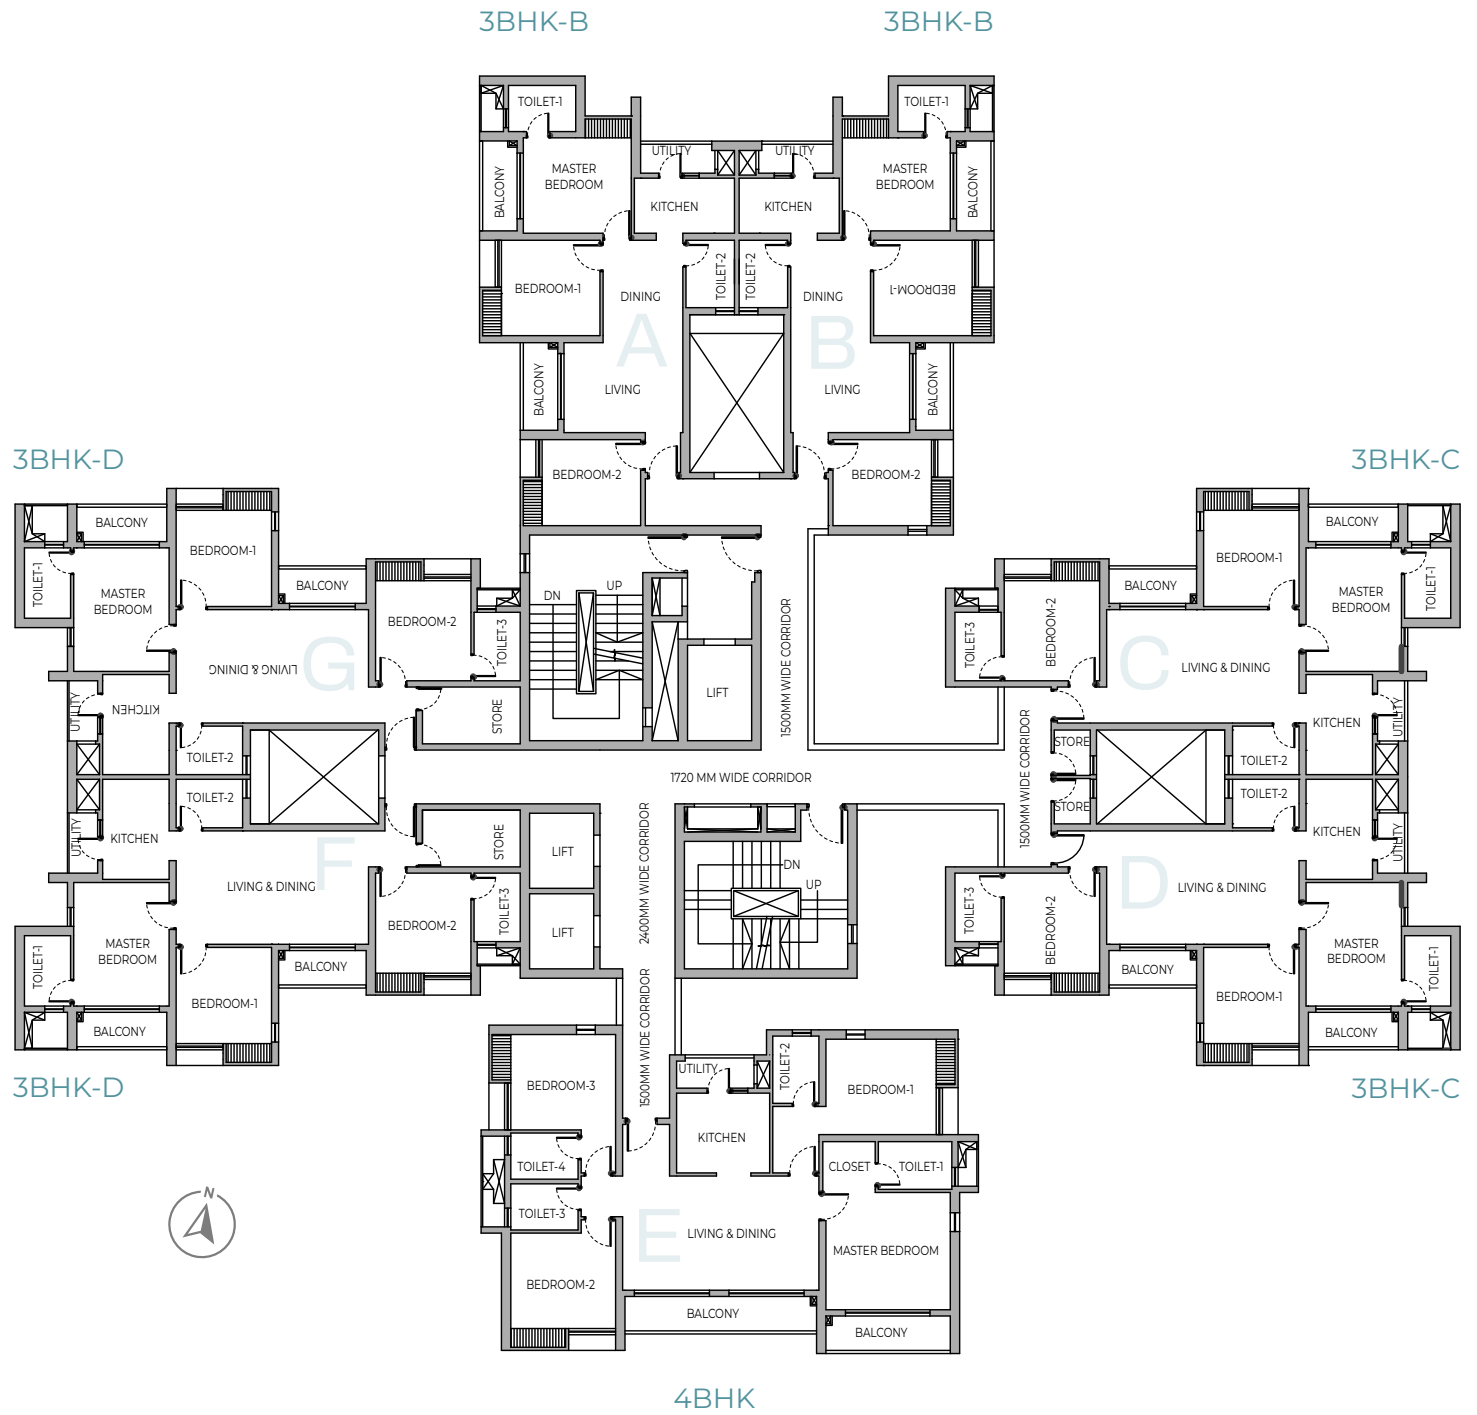 3BHK-B
3BHK-B
TOILET-1
TOILET-1
UTILITY
UTILITY
MASTER
BEDROOM
MASTER
BEDROOM
BALCONY
KITCHEN
KITCHEN
BALCONY
TOILET-2
TOILET-2
BEDROOM-1
DINING
DINING
BEDROOM-1
A
B
BALCONY
LIVING
LIVING
BALCONY
BEDROOM-2
BEDROOM-2
3BHK-D
3BHK-C
BALCONY
BEDROOM-1
TOILET-1
MASTER
BEDROOM
BALCONY
BEDROOM-2
TOILET-3
G
LIVING & DINING
KITCHEN
UTILITY
STORE
TOILET-2
DN
UP
LIFT
1500MM WIDE CORRIDOR
BALCONY
BEDROOM-1
MASTER
BEDROOM
TOILET-1
BALCONY
BEDROOM-2
TOILET-3
C
LIVING & DINING
KITCHEN
UTILITY
1500MM WIDE CORRIDOR
STORE
TOILET-2
1720 MM WIDE CORRIDOR
TOILET-2
KITCHEN
UTILITY
STORE
F
LIVING & DINING
BEDROOM-2
TOILET-3
MASTER
BEDROOM
TOILET-1
BALCONY
BEDROOM-1
BALCONY
LIFT
LIFT
2400MM WIDE CORRIDOR
DN
UP
STORE
TOILET-2
KITCHEN
UTILITY
D
LIVING & DINING
TOILET-3
BEDROOM-2
MASTER
BEDROOM
TOILET-1
BALCONY
BEDROOM-1
BALCONY
3BHK-D
3BHK-C
1500MM WIDE CORRIDOR
BEDROOM-3
UTILITY
TOILET-2
BEDROOM-1
KITCHEN
TOILET-4
CLOSET
TOILET-1
TOILET-3
E
LIVING & DINING
MASTER BEDROOM
BEDROOM-2
BALCONY
BALCONY
N
4BHK